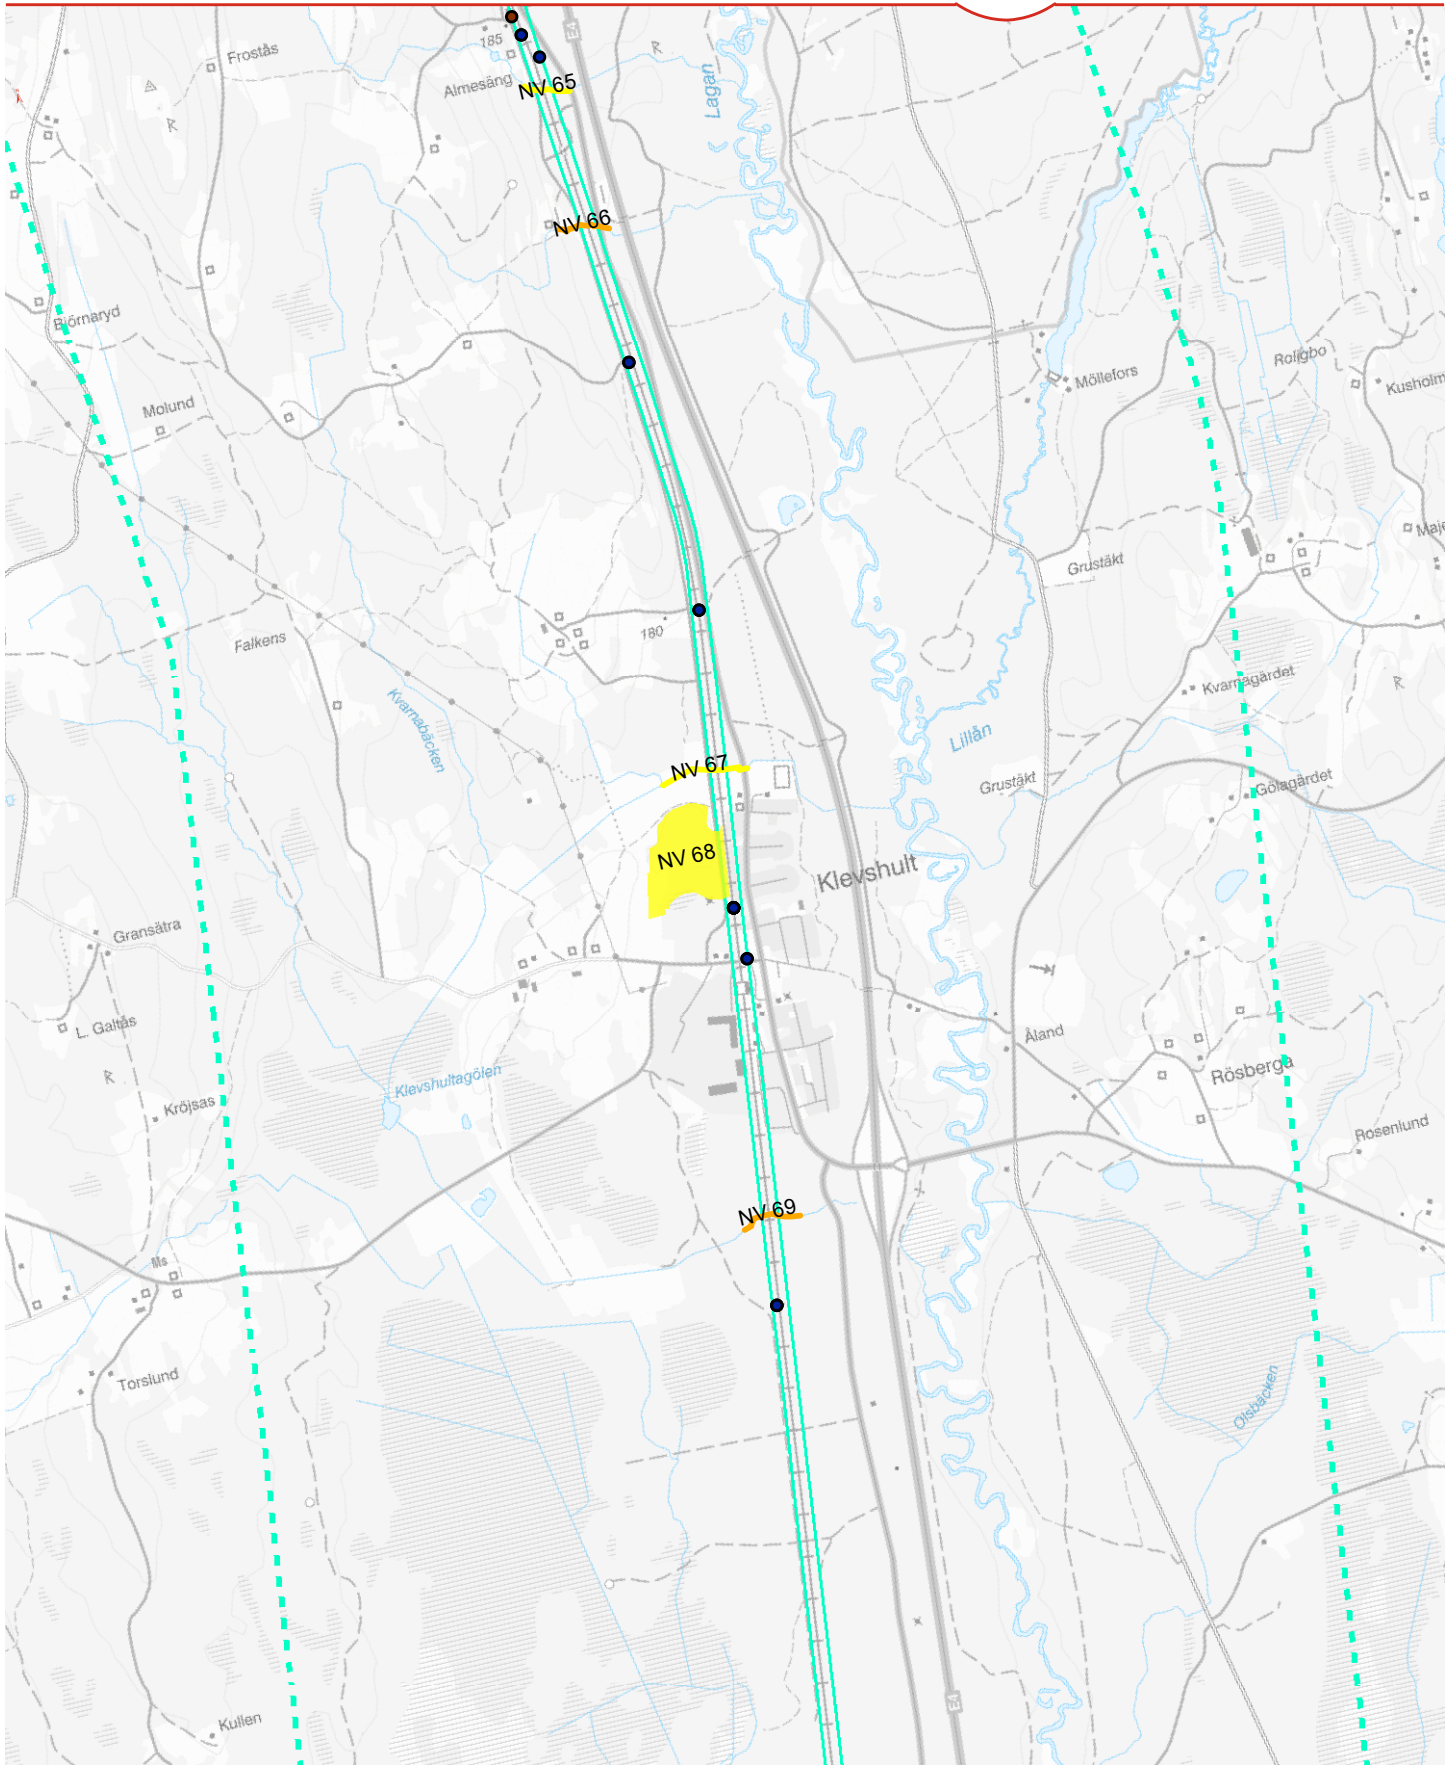 E4
185
Frostås
R
Almesäng
NV 65
Lagan
R
NV 66
Björnaryd
Roligbo
Möllefors
Kusholm
Molund
Grustäkt
180
Falkens
Kvarnagärdet
R
Kvarnabäcken
Lillån
NV 67
Grustäkt
Gölagärdet
NV 68
Klevshult
Gransätra
L. Galtås
Åland
Rösberga
R
Klevshultagölen
Kröjsas
Rosenlund
NV 69
Ms
Torslund
Olsbäcken
E4
Kullen